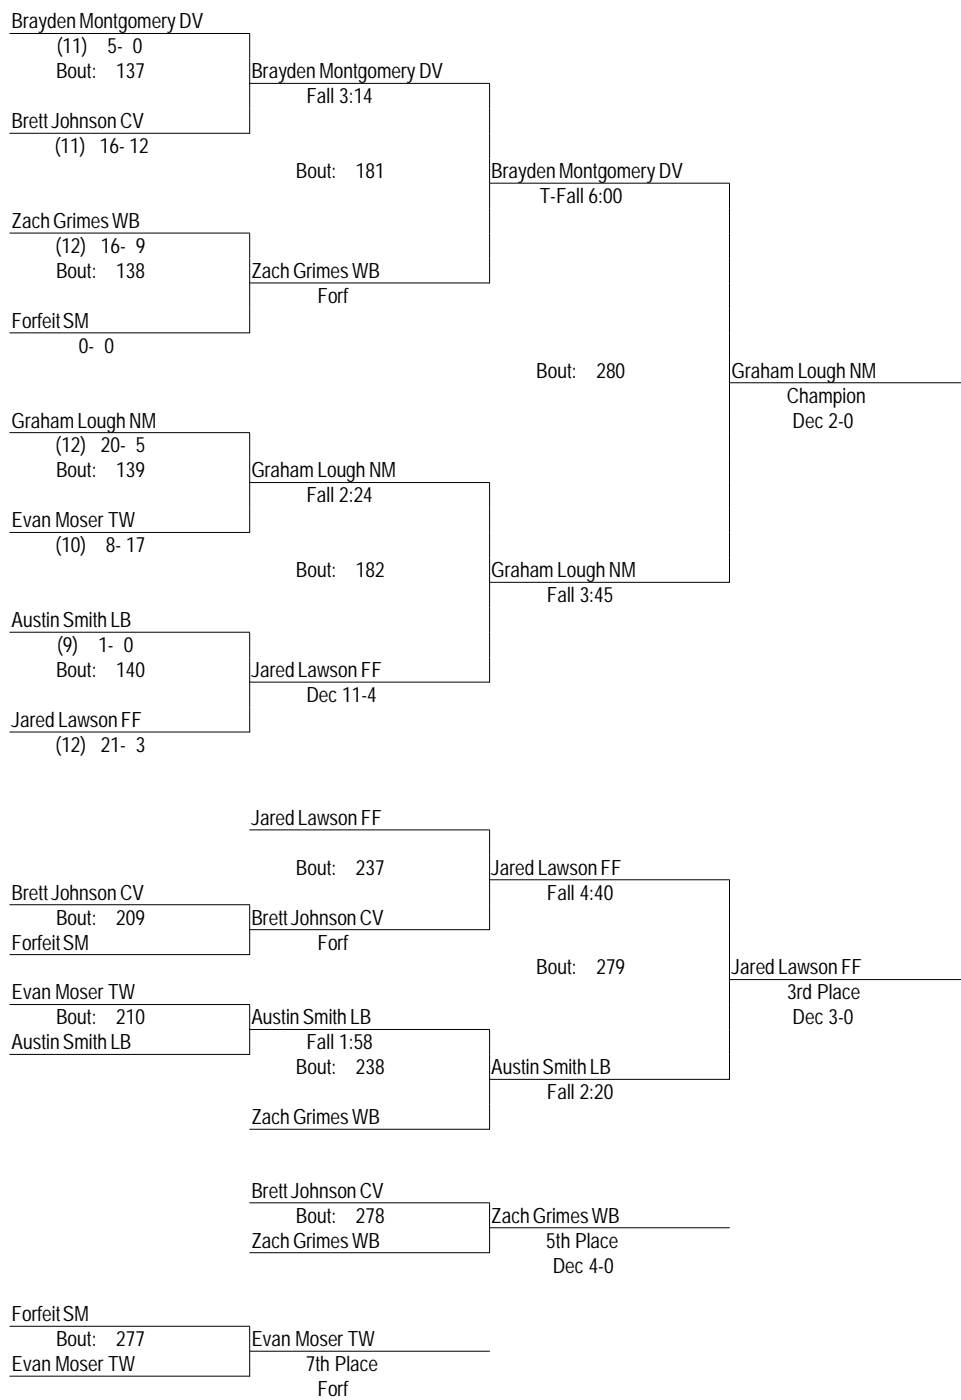 Brayden Montgomery DV
(11) 5- 0
Bout: 137
Brayden Montgomery DV
Fall 3:14
Brett Johnson CV
(11) 16- 12
Bout: 181
Brayden Montgomery DV
T-Fall 6:00
Zach Grimes WB
(12) 16- 9
Bout: 138
Zach Grimes WB
Forf
Forfeit SM
0- 0
Bout: 280
Graham Lough NM
Champion
Dec 2-0
Graham Lough NM
(12) 20- 5
Bout: 139
Graham Lough NM
Fall 2:24
Evan Moser TW
(10) 8- 17
Bout: 182
Graham Lough NM
Fall 3:45
Austin Smith LB
(9) 1- 0
Bout: 140
Jared Lawson FF
Dec 11-4
Jared Lawson FF
(12) 21- 3
Jared Lawson FF
Bout: 237
Jared Lawson FF
Fall 4:40
Brett Johnson CV
Bout: 209
Brett Johnson CV
Forf
Forfeit SM
Bout: 279
Jared Lawson FF
3rd Place
Dec 3-0
Evan Moser TW
Bout: 210
Austin Smith LB
Fall 1:58
Austin Smith LB
Bout: 238
Austin Smith LB
Fall 2:20
Zach Grimes WB
Brett Johnson CV
Bout: 278
Zach Grimes WB
Zach Grimes WB
5th Place
Dec 4-0
Forfeit SM
Bout: 277
Evan Moser TW
Evan Moser TW
7th Place
Forf